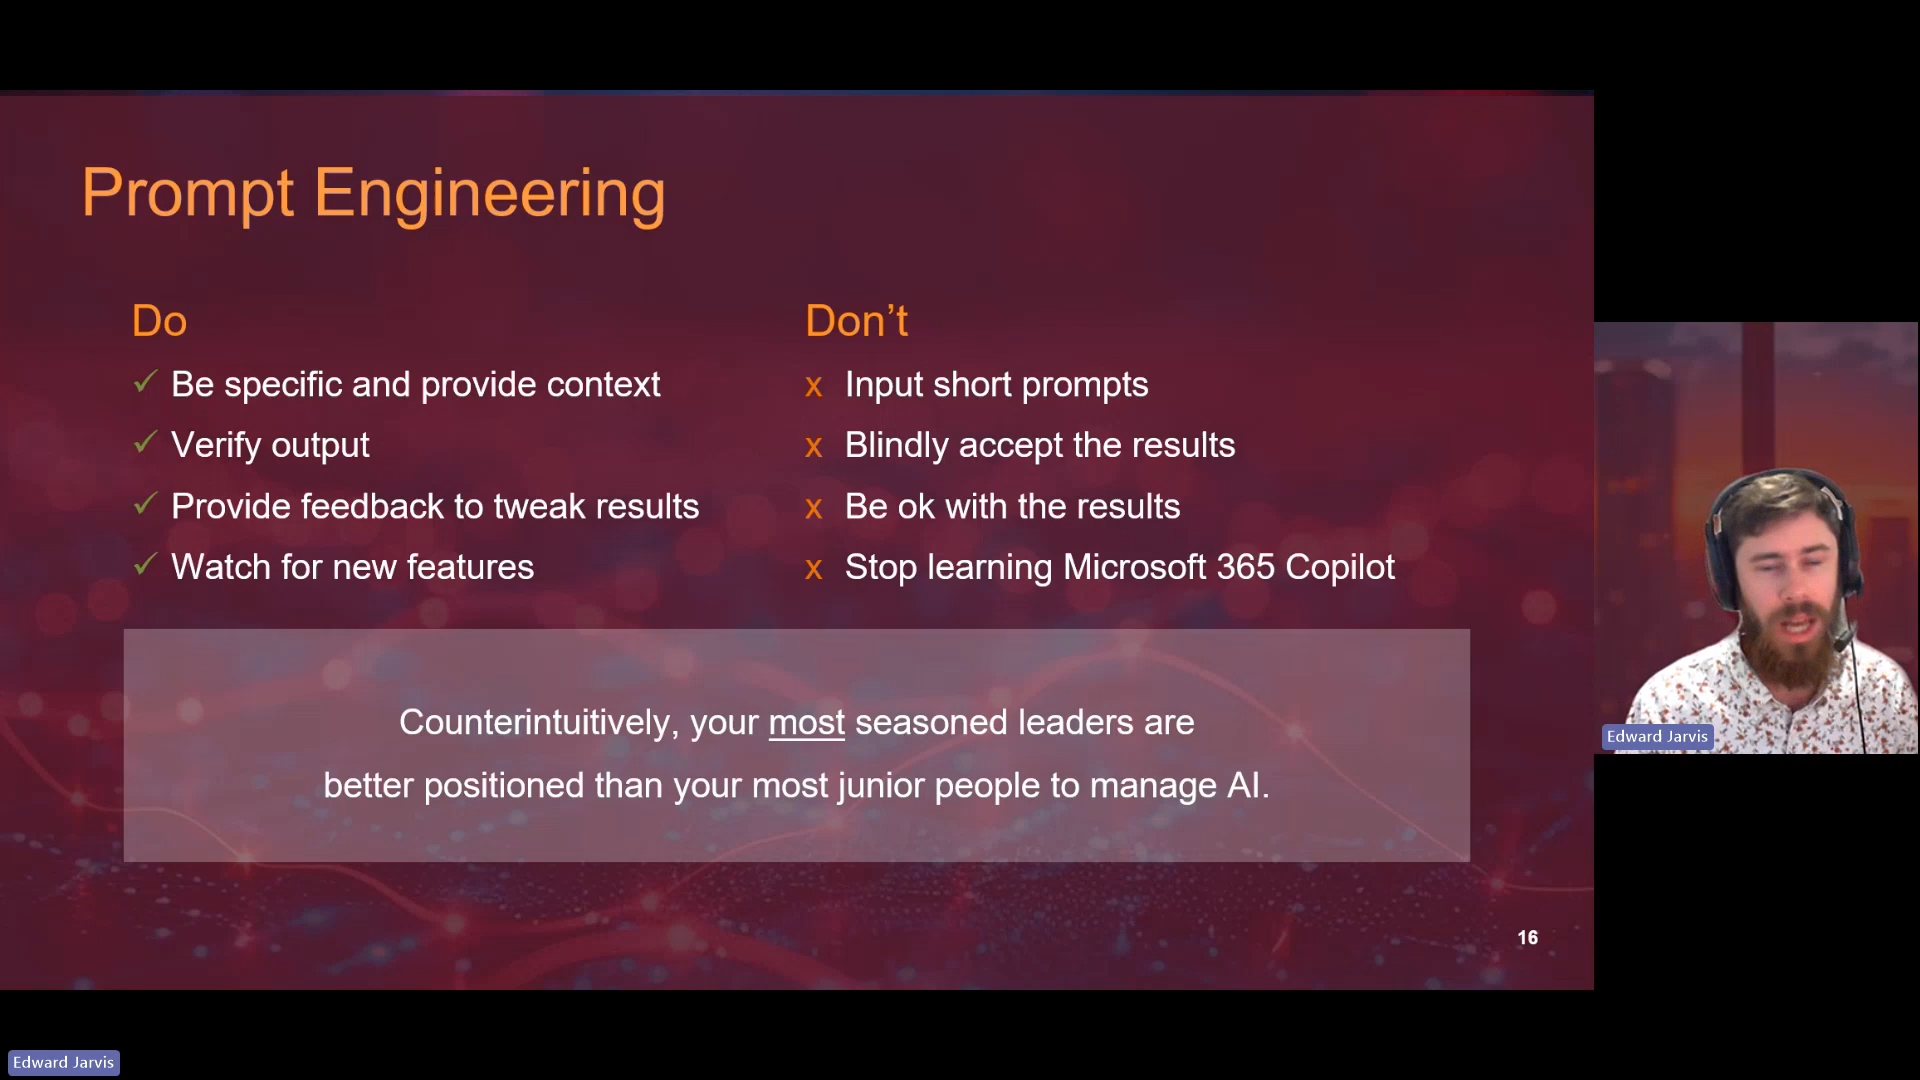 Prompt Engineering
Do
✓ Be specific and provide context
✓ Verify output
✓ Provide feedback to tweak results
✓ Watch for new features
Don’t
x Input short prompts
x Blindly accept the results
x Be ok with the results
x Stop learning Microsoft 365 Copilot
Counterintuitively, your most seasoned leaders are
better positioned than your most junior people to manage AI.
16
Edward Jarvis
Edward Jarvis